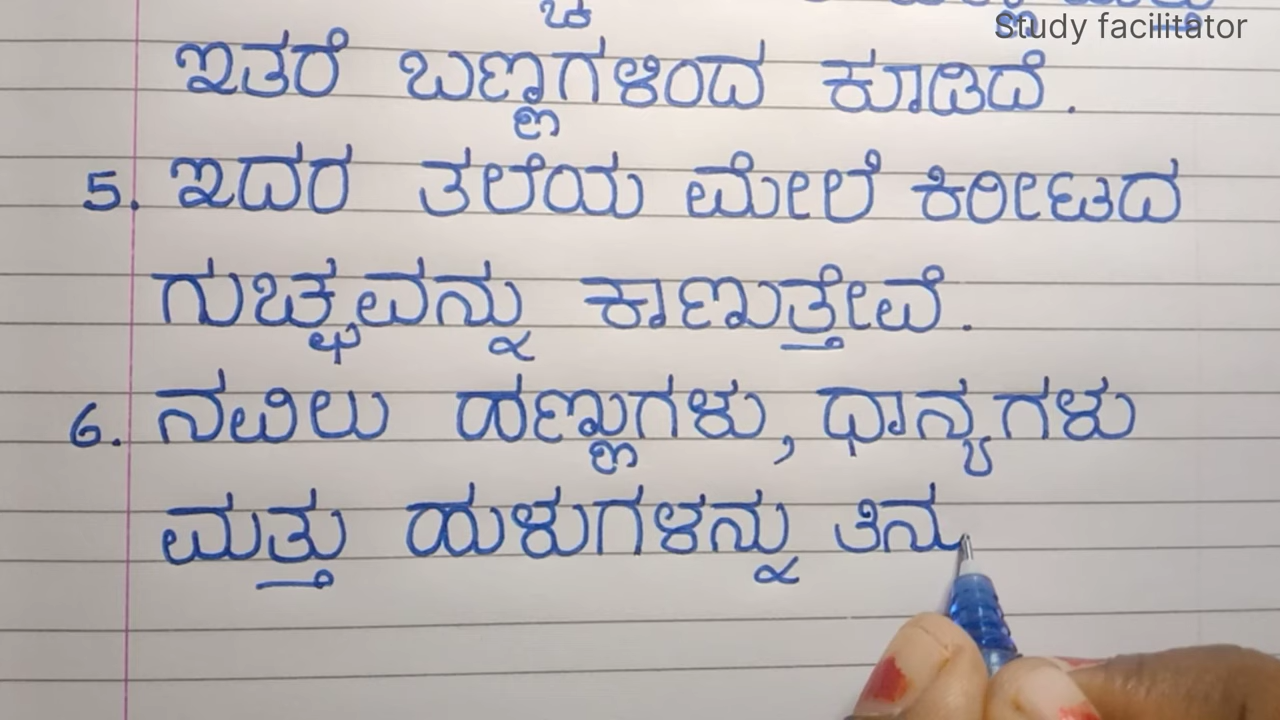 Study facilitator
ಇತರೆ ಬಣ್ಣಗಳಿಂದ ಕೂಡಿದೆ.
5. ಇದರ ತಲೆಯ ಮೇಲೆ ಕಿರೀಟದ
ಗುಚ್ಛವನ್ನು ಕಾಣುತ್ತೇವೆ.
6. ನವಿಲು ಹಣ್ಣುಗಳು, ಧಾನ್ಯಗಳು
ಮತ್ತು ಹುಳುಗಳನ್ನು ತಿನು